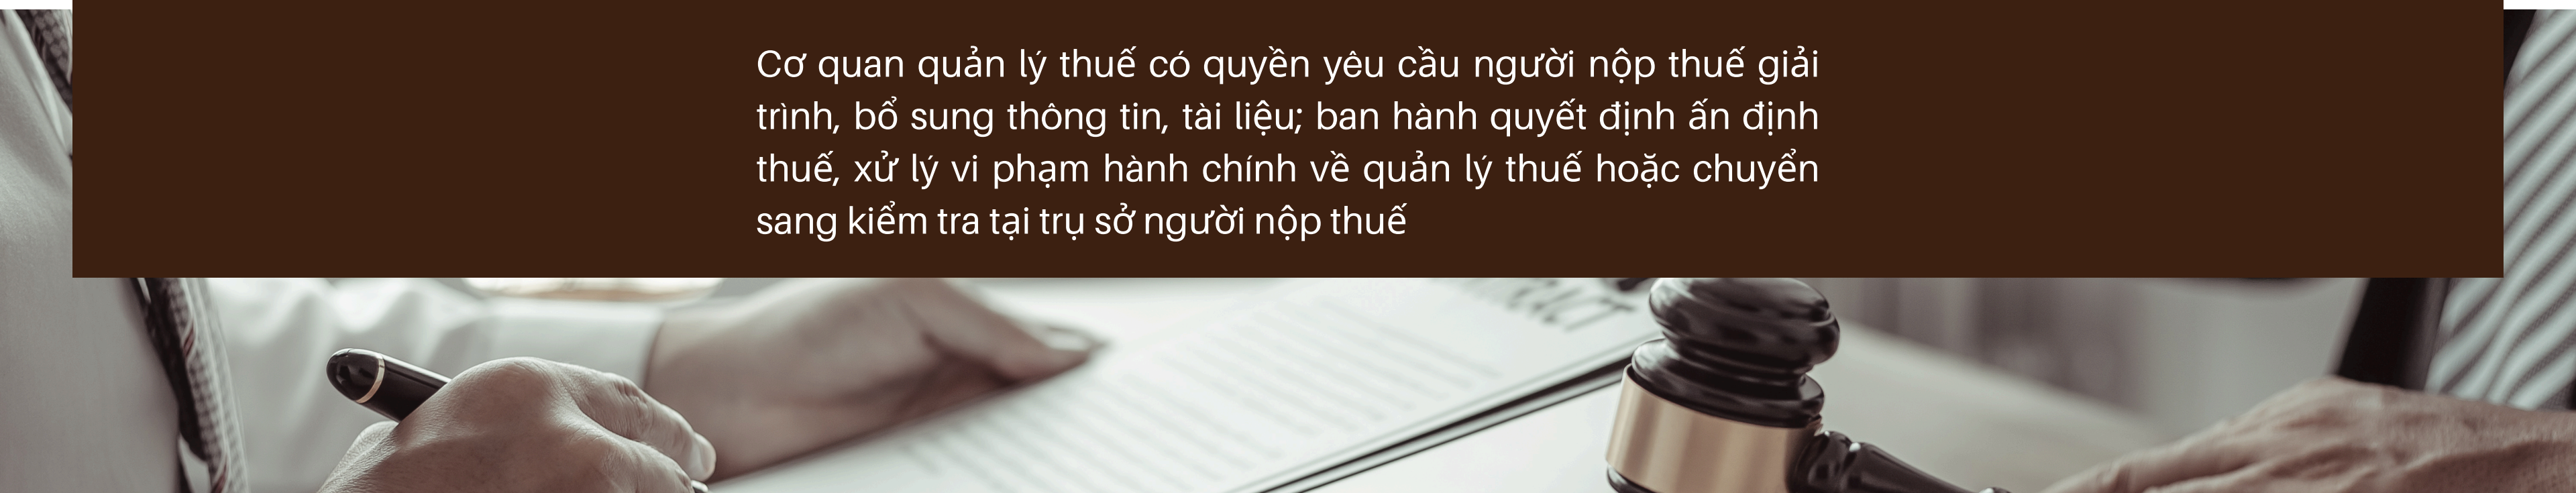 Cơ quan quản lý thuế có quyền yêu cầu người nộp thuế giải
trình, bổ sung thông tin, tài liệu; ban hành quyết định ấn định
thuế, xử lý vi phạm hành chính về quản lý thuế hoặc chuyển
sang kiểm tra tại trụ sở người nộp thuế